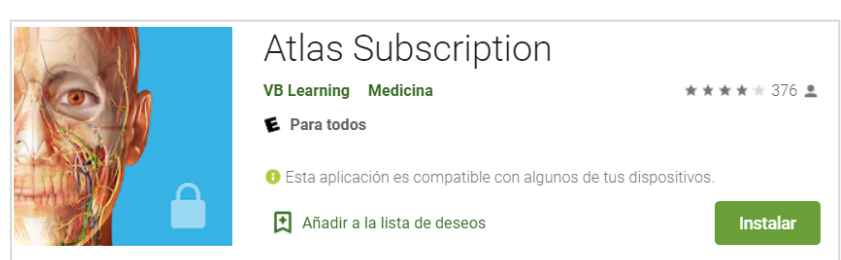 Atlas Subscription
VB Learning Medicina 376
E Para todos
Esta aplicación es compatible con algunos de tus dispositivos.
Añadir a la lista de deseos Instalar